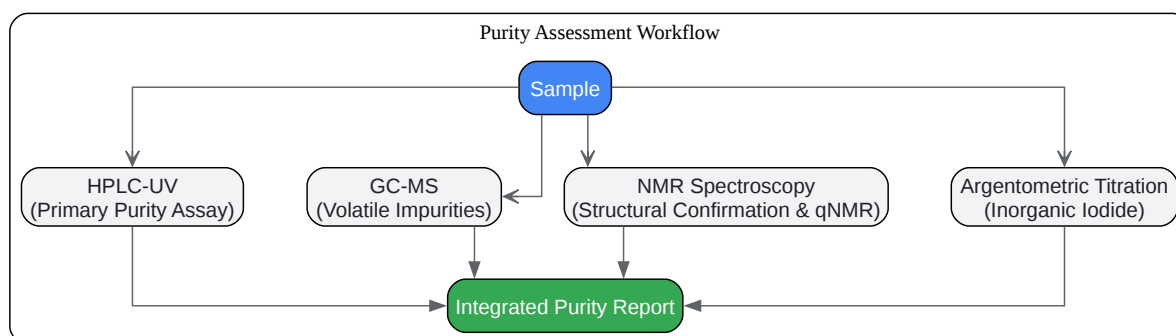 Purity Assessment Workflow
Sample
HPLC-UV
(Primary Purity Assay)
GC-MS
(Volatile Impurities)
NMR Spectroscopy
(Structural Confirmation & qNMR)
Argentometric Titration
(Inorganic Iodide)
Integrated Purity Report